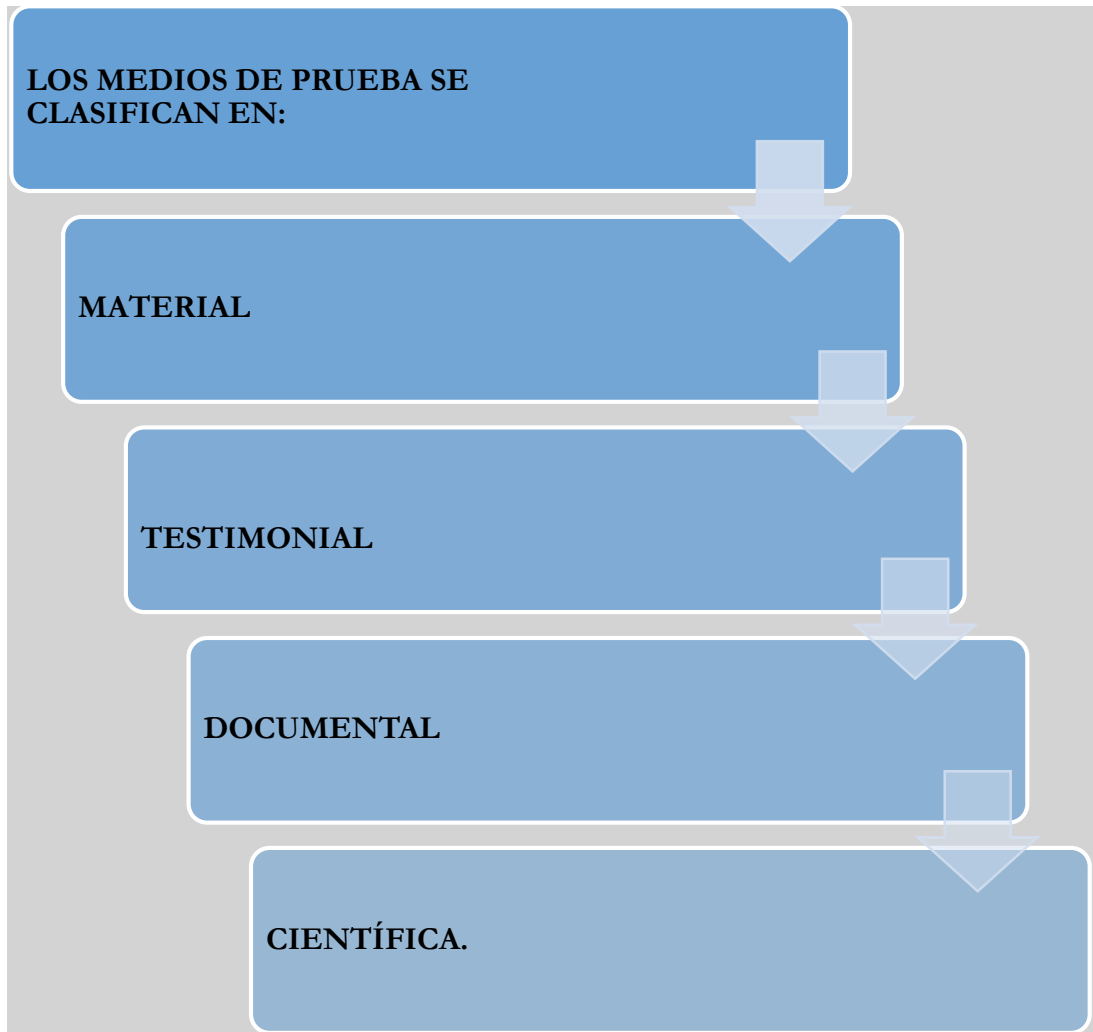 LOS MEDIOS DE PRUEBA SE
CLASIFICAN EN:
MATERIAL
TESTIMONIAL
DOCUMENTAL
CIENTÍFICA.